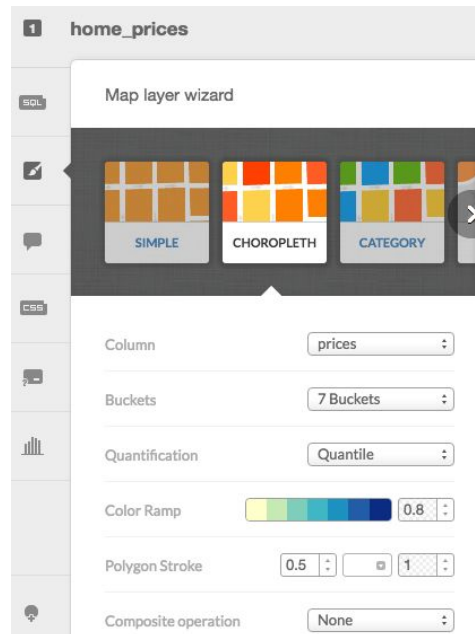 1 home_prices
SQL
Map layer wizard
SIMPLE CHOROPLETH CATEGORY
CSS
Column prices
Buckets 7 Buckets
Quantification Quantile
Color Ramp 0.8
Polygon Stroke 0.5 1
Composite operation None